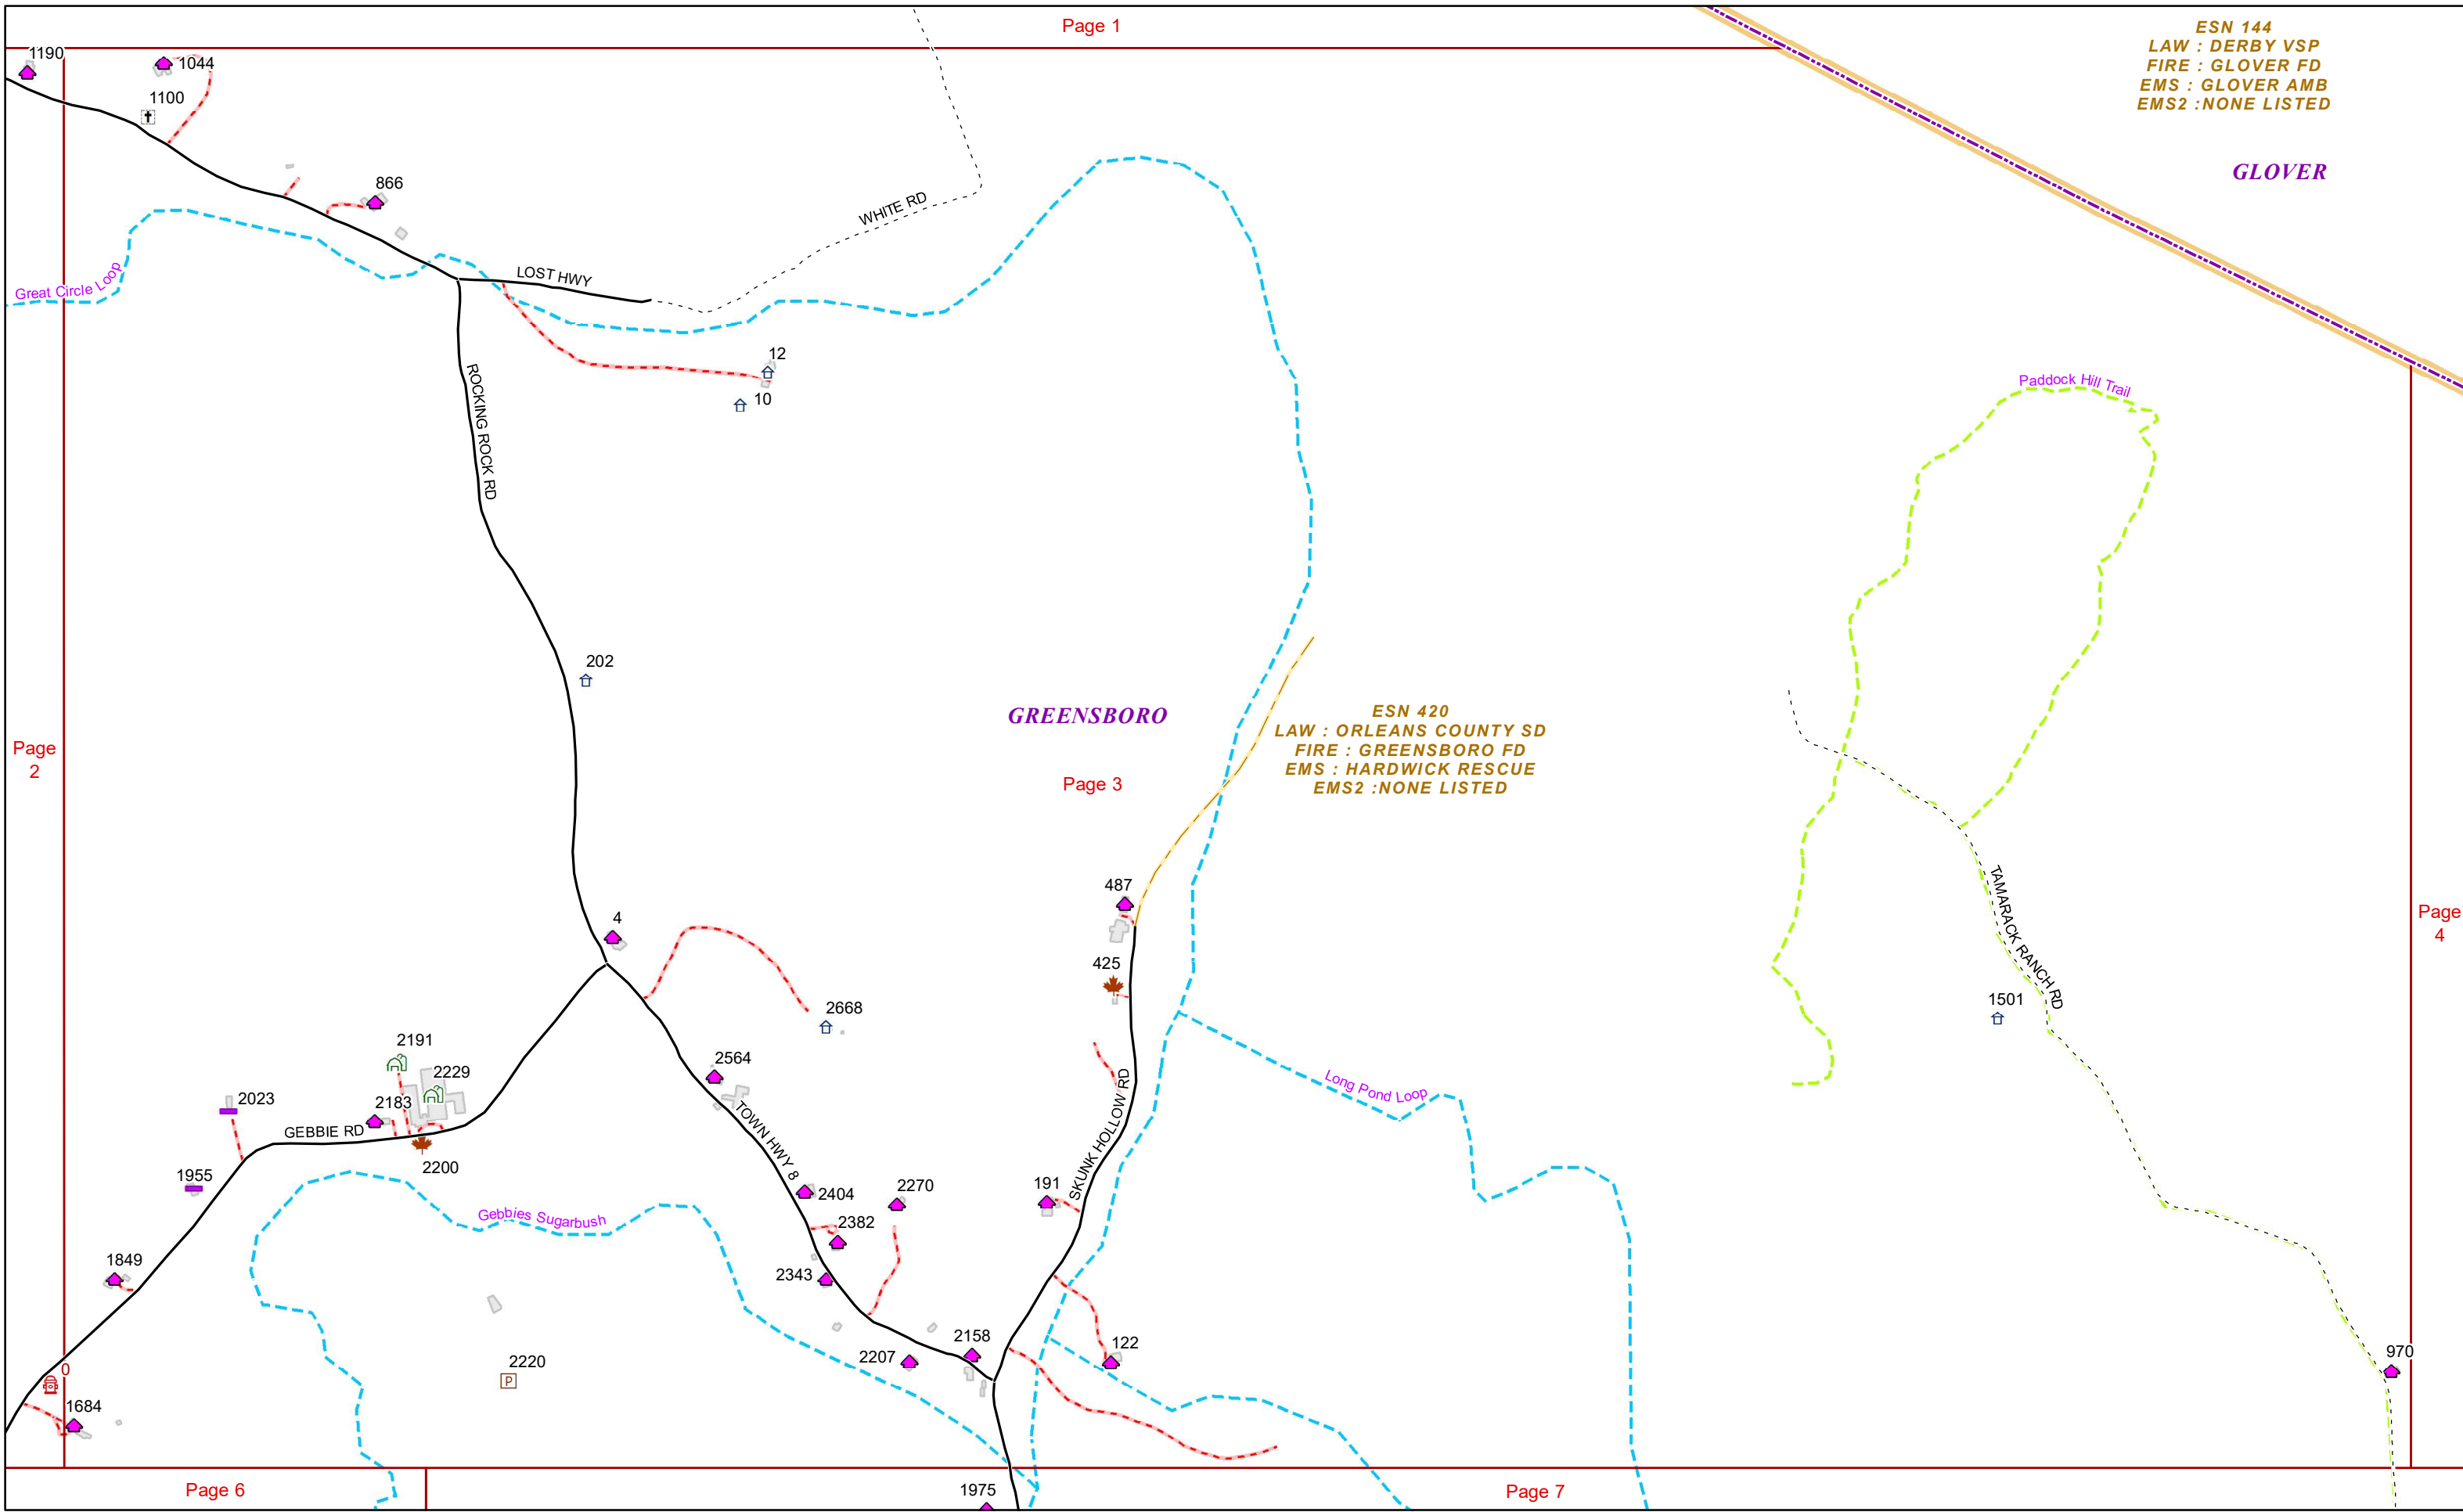 Page 1
ESN 144
LAW : DERBY VSP
FIRE : GLOVER FD
EMS : GLOVER AMB
EMS2 :NONE LISTED
1190
1044
1100
GLOVER
866
WHITE RD
Great Circle Loop
LOST HWY
12
10
Paddock Hill Trail
ROCKING ROCK RD
202
GREENSBORO
ESN 420
LAW : ORLEANS COUNTY SD
FIRE : GREENSBORO FD
EMS : HARDWICK RESCUE
EMS2 :NONE LISTED
Page
2
Page 3
487
4
TAMARACK RANCH RD
Page
4
425
1501
2668
2191
2564
2229
2023
2183
GEBBIE RD
Long Pond Loop
TOWN HWY 8
SKUNK HOLLOW RD
2200
1955
2404
2270
191
Gebbies Sugarbush
2382
1849
2343
2158
122
2207
2220
P
0
970
1684
Page 6
1975
Page 7